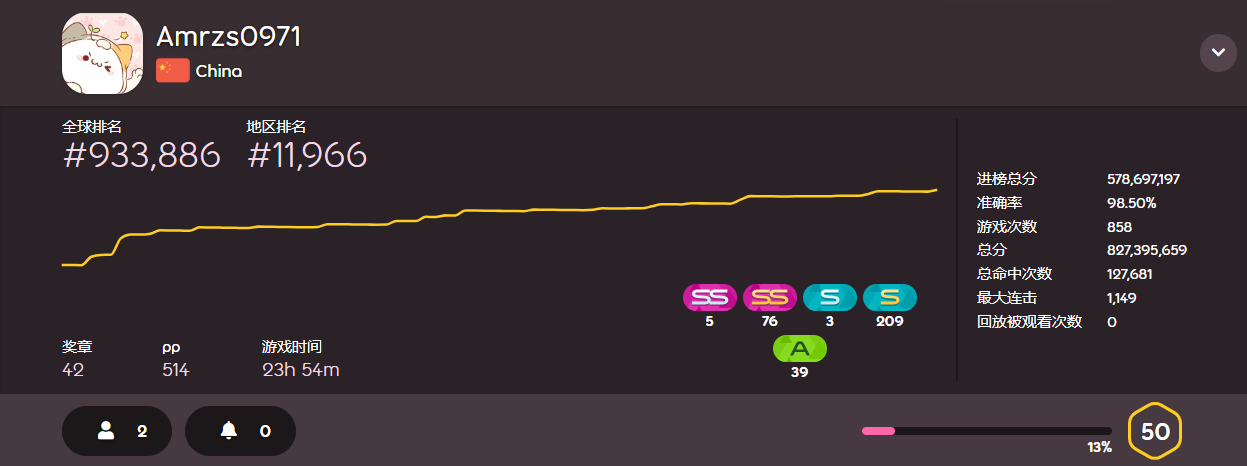 Amrzs0971
China
全球排名 地区排名
#933,886 #11,966
进榜总分 578,697,197
准确率 98.50%
游戏次数 858
总分 827,395,659
总命中次数 127,681
最大连击 1,149
回放被观看次数 0
SS SS S S
5 76 3 209
A
39
奖章 pp 游戏时间
42 514 23h 54m
2 0
13%
50